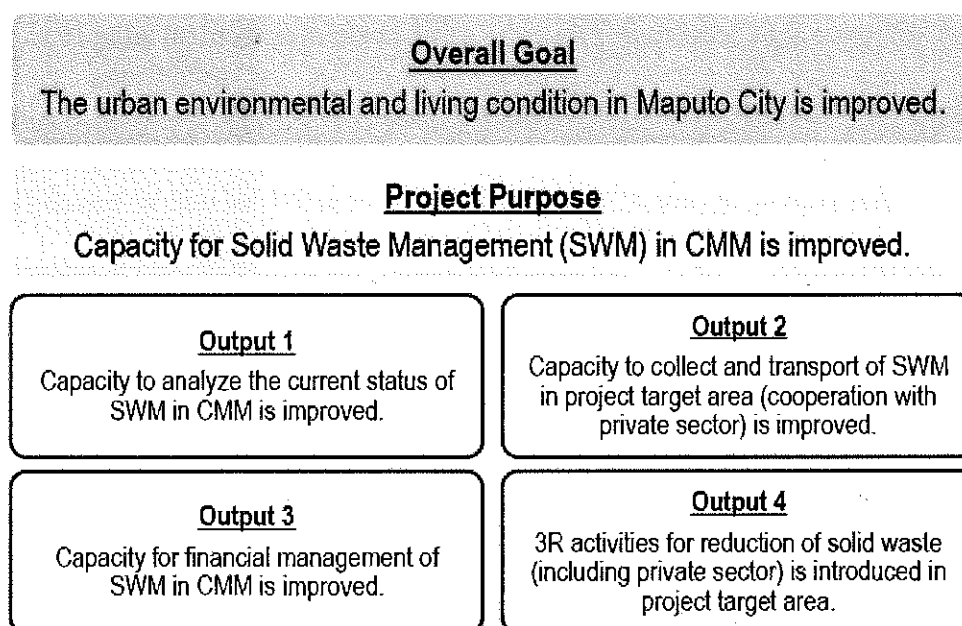 Overall Goal
The urban environmental and living condition in Maputo City is improved.
Project Purpose
Capacity for Solid Waste Management (SWM) in CMM is improved.
Output 1
Capacity to analyze the current status of
SWM in CMM is improved.
Output 2
Capacity to collect and transport of SWM
in project target area (cooperation with
private sector) is improved.
Output 3
Capacity for financial management of
SWM in CMM is improved.
Output 4
3R activities for reduction of solid waste
(including private sector) is introduced in
project target area.